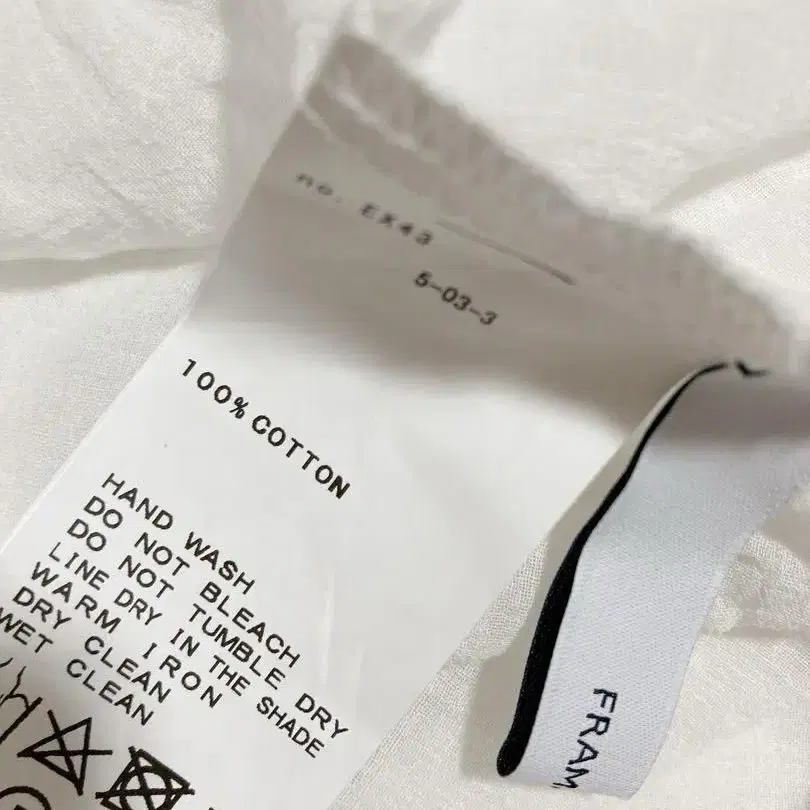 no. EX43
5-03-3
100% COTTON
HAND WASH
DO NOT BLEACH
DO NOT TUMBLE DRY
LINE DRY IN THE SHADE
WARM IRON
DRY CLEAN
WET CLEAN
FRAM